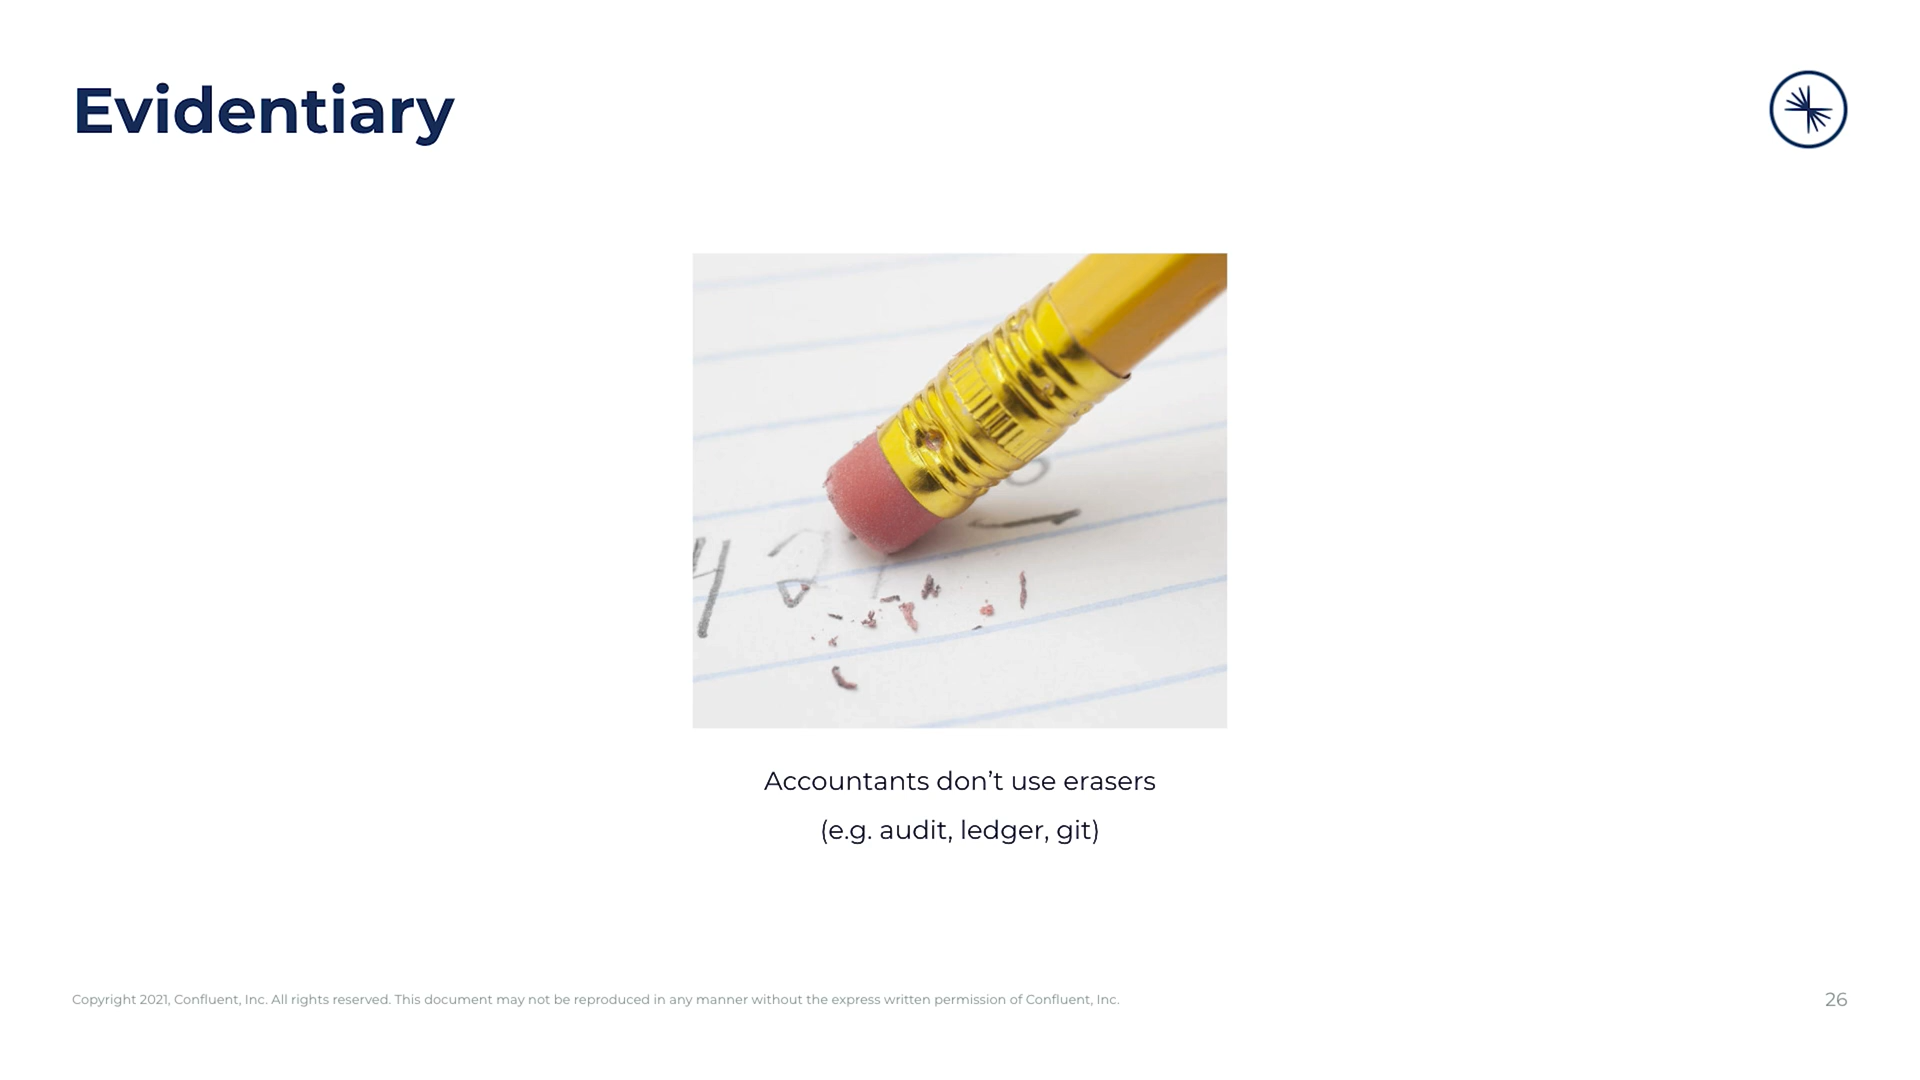 Evidentiary
Accountants don’t use erasers
(e.g. audit, ledger, git)
Copyright 2021, Confluent, Inc. All rights reserved. This document may not be reproduced in any manner without the express written permission of Confluent, Inc.
26